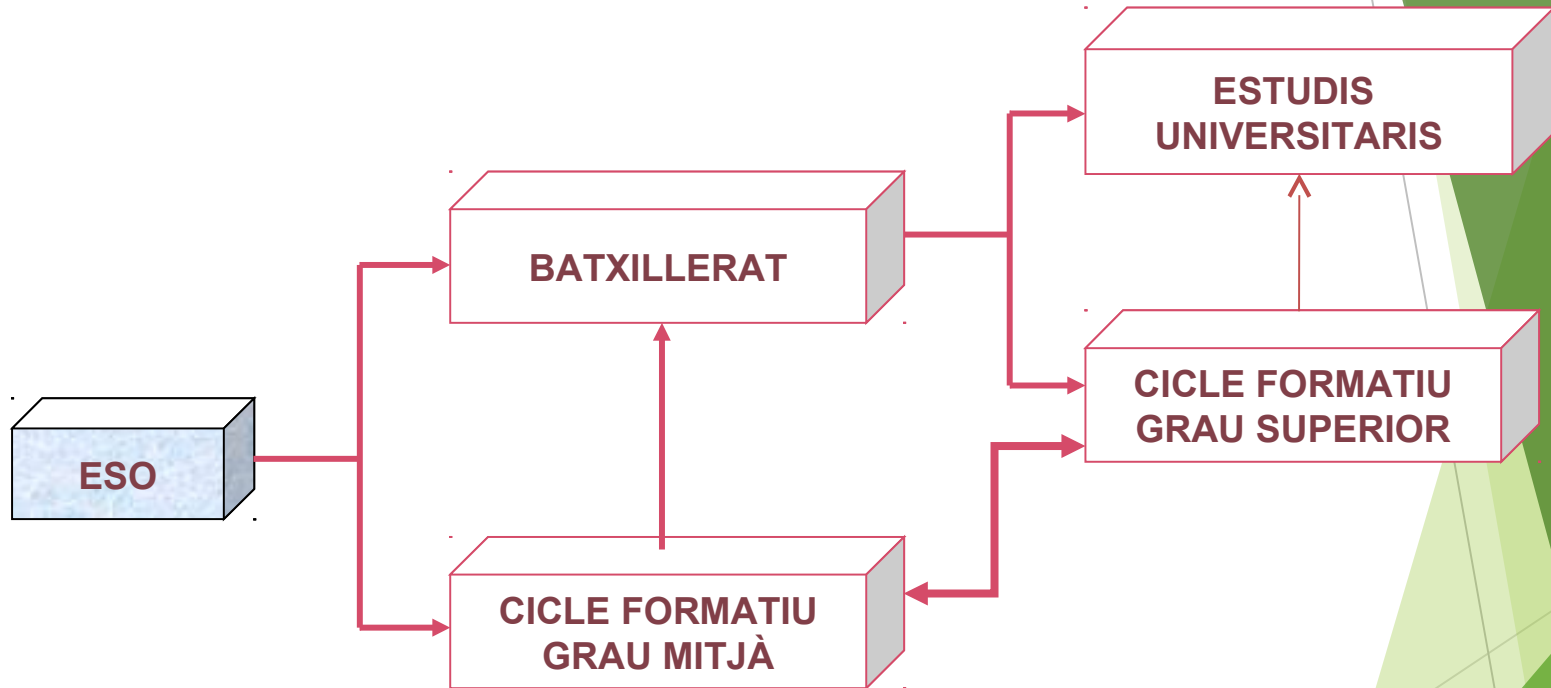 ESTUDIS
UNIVERSITARIS
BATXILLERAT
CICLE FORMATIU
GRAU SUPERIOR
ESO
CICLE FORMATIU
GRAU MITJÀ